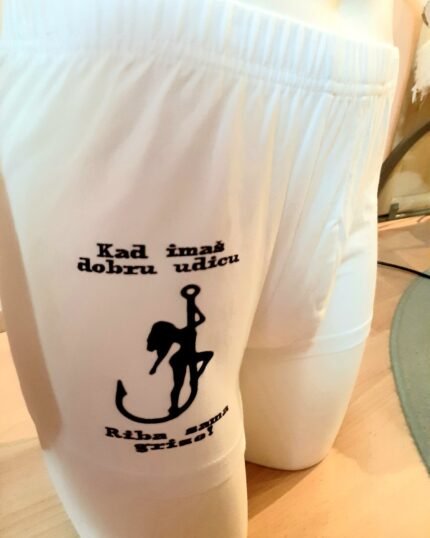 Kad imaš
dobru udicu
Riba sama
grize!